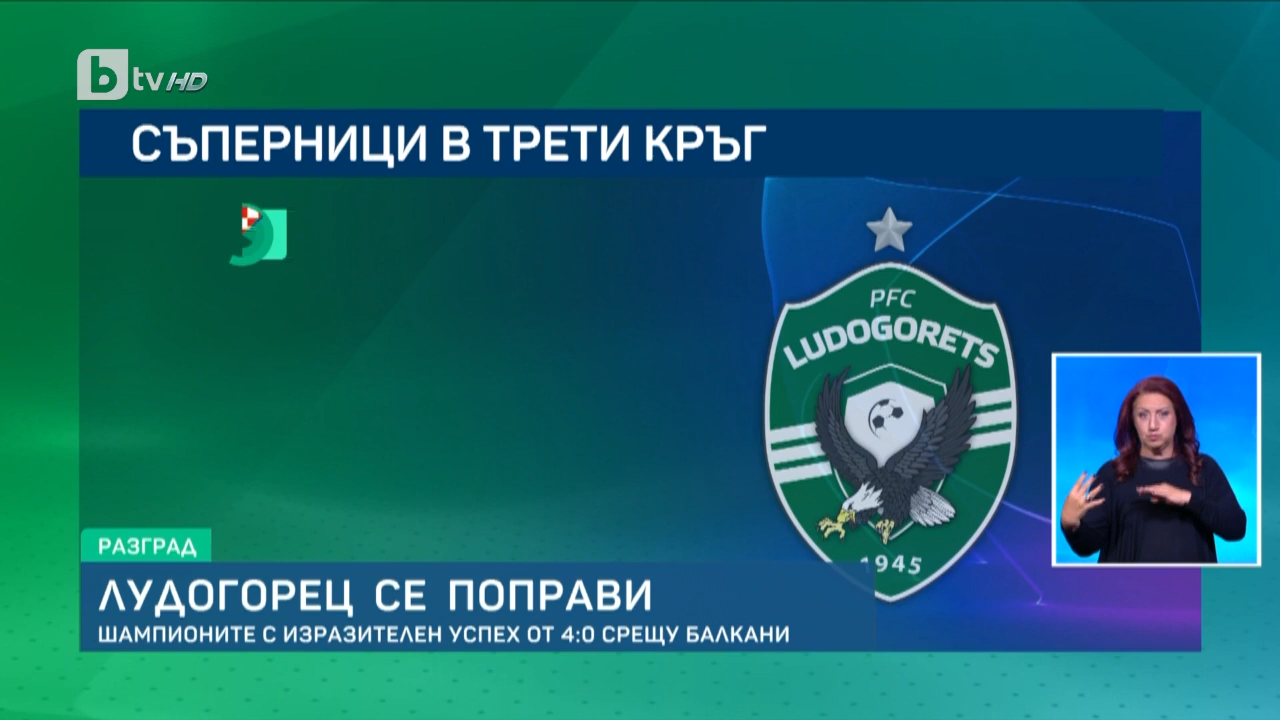 btv HD
СЪПЕРНИЦИ В ТРЕТИ КРЪГ
PFC
LUDOGORETS
1945
РАЗГРАД
ЛУДОГОРЕЦ СЕ ПОПРАВИ
ШАМПИОНИТЕ С ИЗРАЗИТЕЛЕН УСПЕХ ОТ 4:0 СРЕЩУ БАЛКАНИ